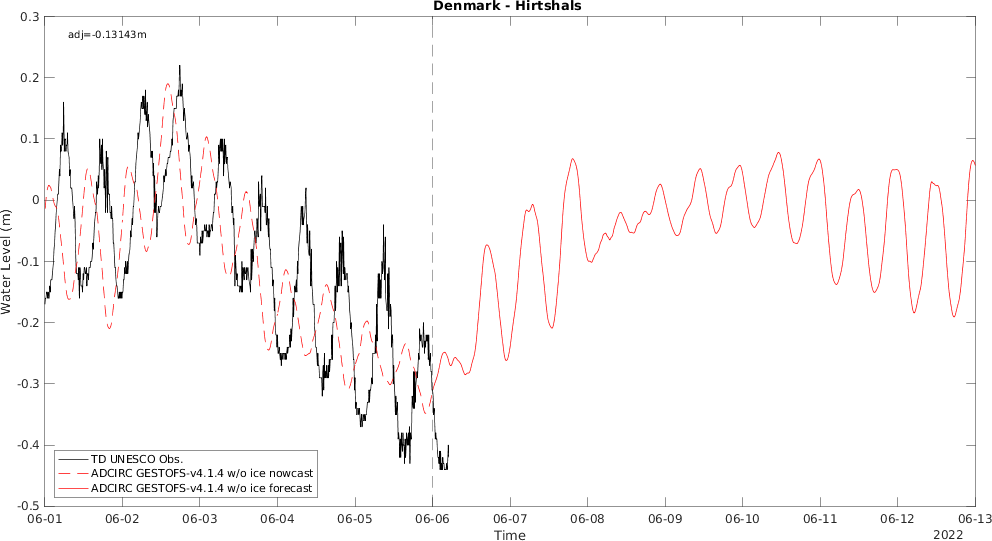 Denmark - Hirtshals
adj=-0.13143m
0.3
0.2
0.1
0
-0.1
-0.2
-0.3
-0.4
-0.5
Water Level (m)
TD UNESCO Obs.
ADCIRC GESTOFS-v4.1.4 w/o ice nowcast
ADCIRC GESTOFS-v4.1.4 w/o ice forecast
06-01 06-02 06-03 06-04 06-05 06-06 06-07 06-08 06-09 06-10 06-11 06-12 06-13
Time
2022